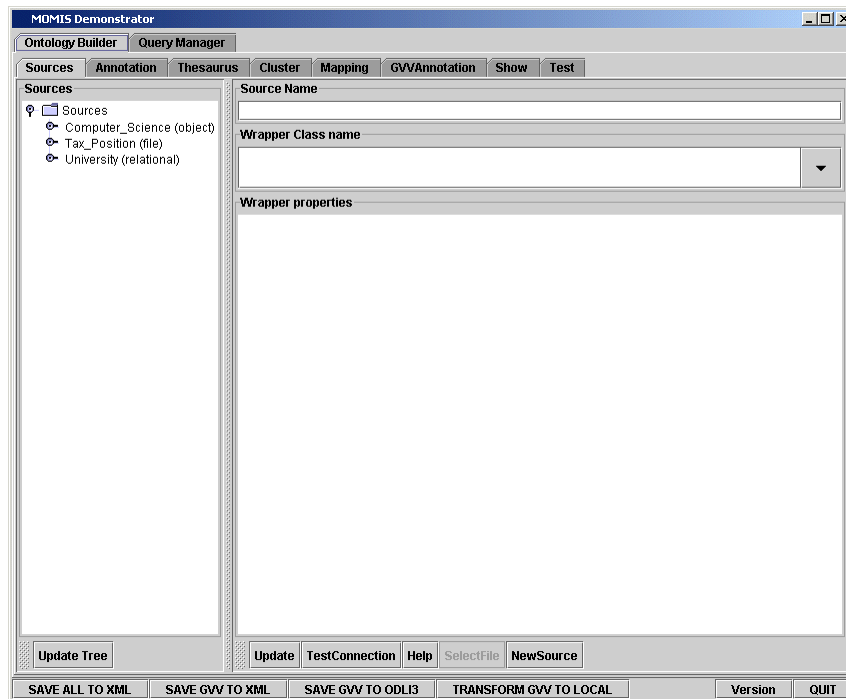 MOMIS Demonstrator
Ontology Builder Query Manager
Sources Annotation Thesaurus Cluster Mapping GVVAnnotation Show Test
Sources
Sources
Computer_Science (object)
Tax_Position (file)
University (relational)
Source Name
Wrapper Class name
Wrapper properties
Update Tree
Update TestConnection Help SelectFile NewSource
SAVE ALL TO XML SAVE GVV TO XML SAVE GVV TO ODLI3 TRANSFORM GVV TO LOCAL Version QUIT